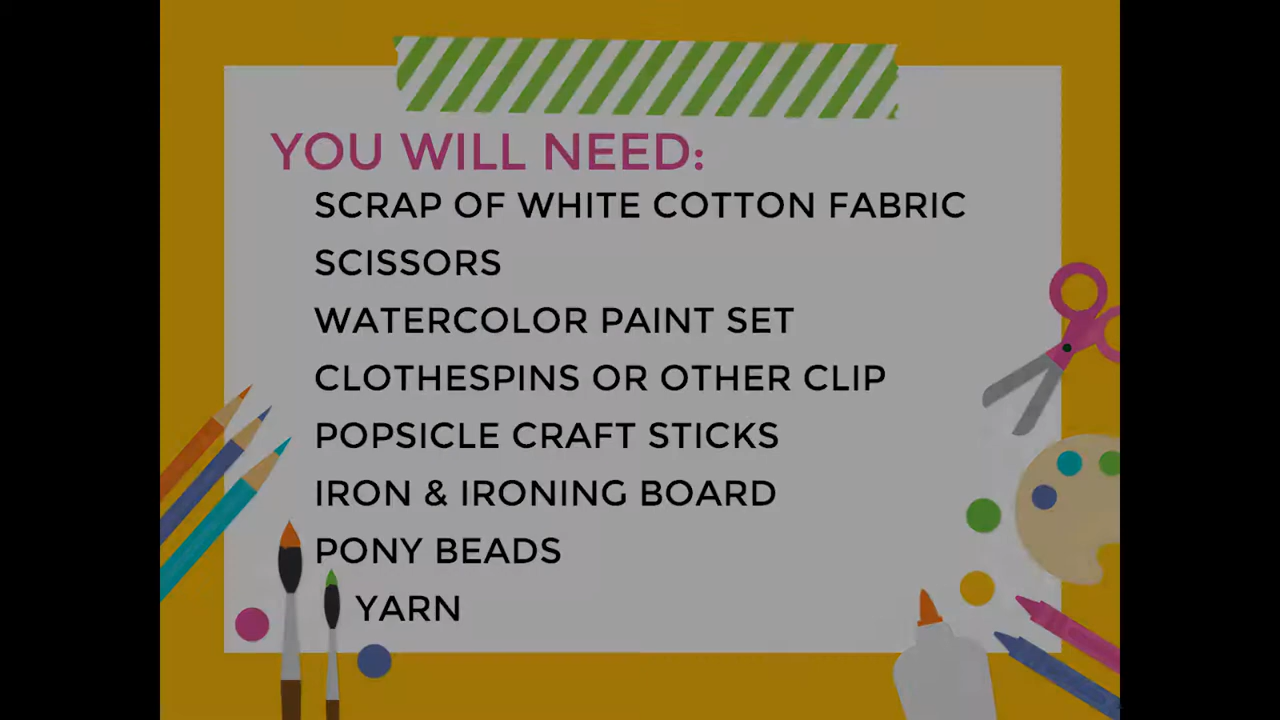 YOU WILL NEED:
SCRAP OF WHITE COTTON FABRIC
SCISSORS
WATERCOLOR PAINT SET
CLOTHESPINS OR OTHER CLIP
POPSICLE CRAFT STICKS
IRON & IRONING BOARD
PONY BEADS
YARN